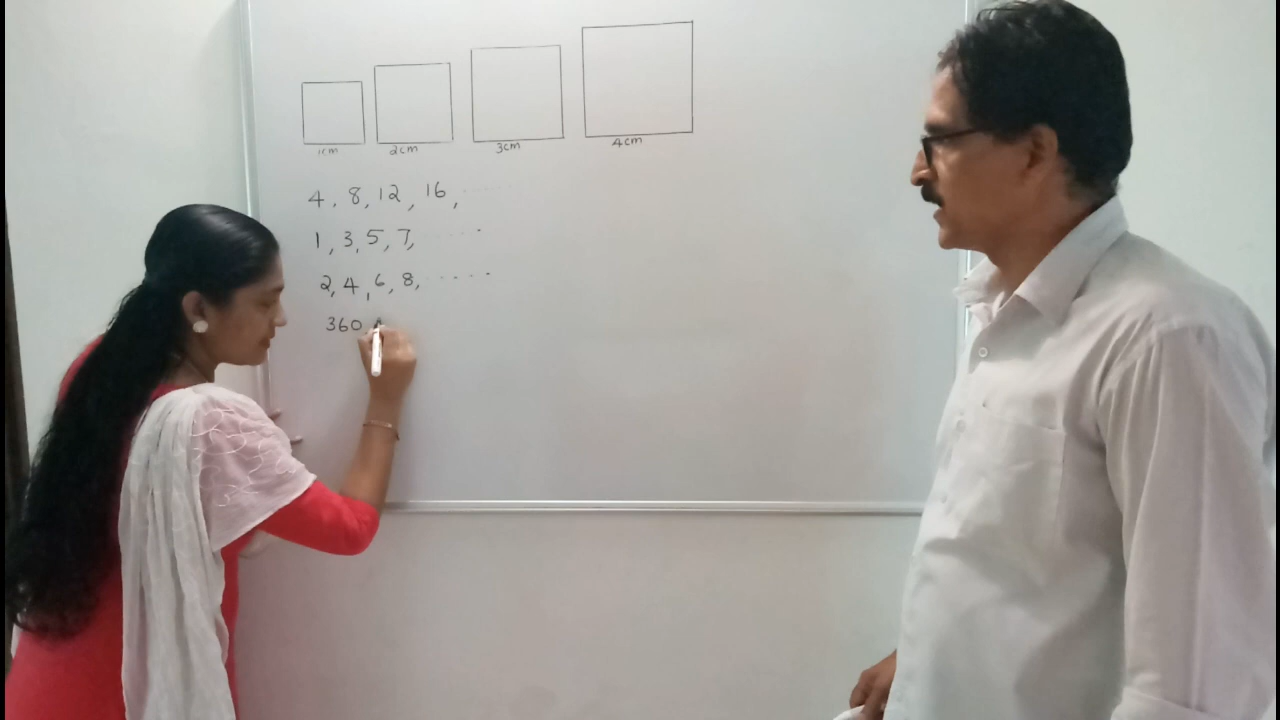 1cm 2cm 3cm 4cm
4, 8, 12, 16, ......
1, 3, 5, 7, .....
2, 4, 6, 8, ......
360